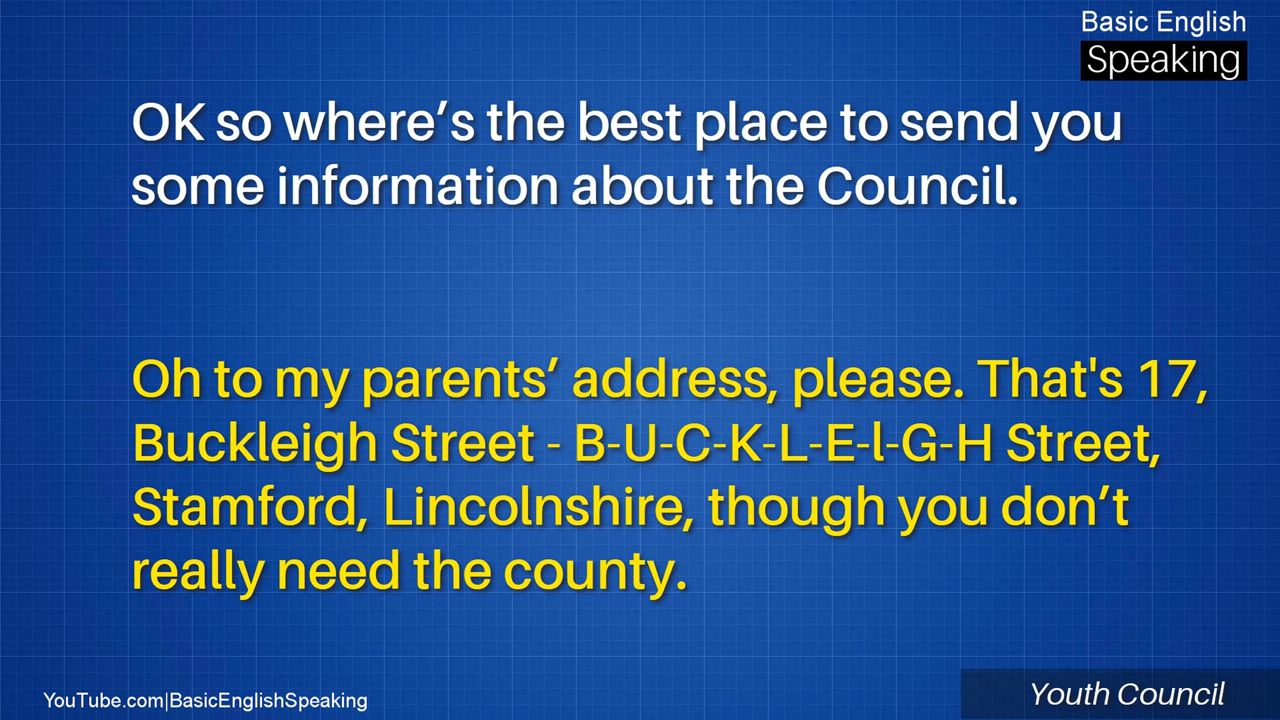 Basic English
Speaking
OK so where’s the best place to send you
some information about the Council.
Oh to my parents’ address, please. That's 17,
Buckleigh Street - B-U-C-K-L-E-l-G-H Street,
Stamford, Lincolnshire, though you don’t
really need the county.
YouTube.com|BasicEnglishSpeaking
Youth Council